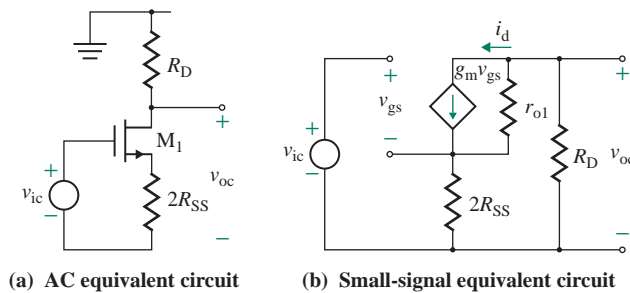 R_D
M_1
+
v_ic
−
2R_SS
+
v_oc
−
(a) AC equivalent circuit
i_d
+
v_gs
−
g_m v_gs
r_o1
+
v_ic
−
2R_SS
R_D
+
v_oc
−
(b) Small-signal equivalent circuit